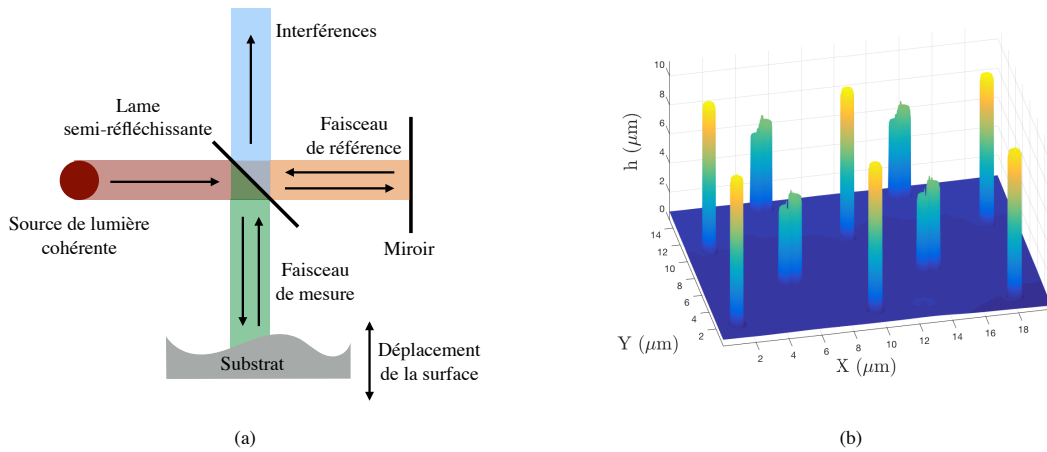 Interférences
Lame
semi-réfléchissante
Faisceau
de référence
Source de lumière
cohérente
Miroir
Faisceau
de mesure
Substrat
Déplacement
de la surface
(a)
h (μm)
10
8
6
4
2
0
14
12
10
8
6
4
2
Y (μm)
2
4
6
8
10
12
14
16
18
X (μm)
(b)